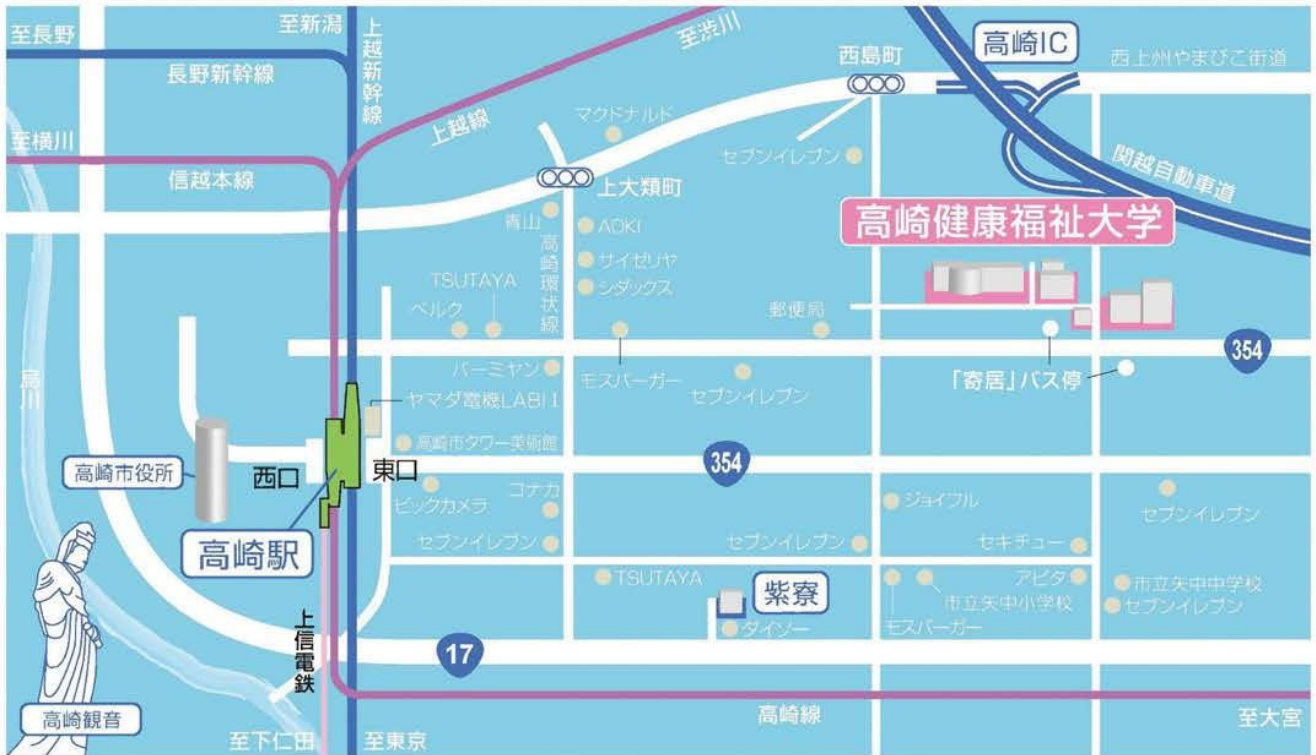 至長野
至新潟
上越新幹線
長野新幹線
至渋川
上越線
西島町
高崎IC
西上州やまびこ街道
マクドナルド
セブンイレブン
至横川
信越本線
上大類町
関越自動車道
高崎健康福祉大学
青山
高崎環状線
AOKI
サイゼリヤ
シダックス
TSUTAYA
ベルク
郵便局
モスバーガー
354
「寄居」バス停
バーミヤン
セブンイレブン
ヤマダ電機LABI1
烏川
高崎市タワー美術館
354
高崎市役所
西口
東口
コナカ
ビックカメラ
ジョイフル
セブンイレブン
高崎駅
セブンイレブン
セブンイレブン
セキチュー
TSUTAYA
紫寮
アピタ
市立矢中中学校
市立矢中小学校
セブンイレブン
ダイソー
モスバーガー
上信電鉄
17
高崎観音
高崎線
至大宮
至下仁田
至東京